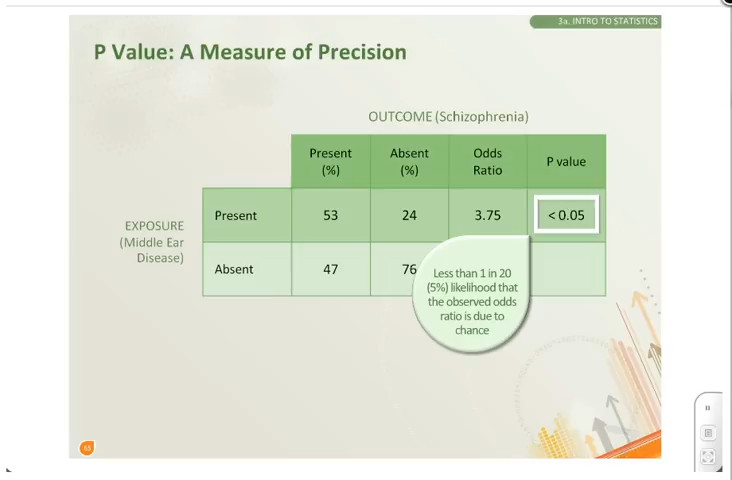 3a. INTRO TO STATISTICS
P Value: A Measure of Precision
OUTCOME (Schizophrenia)
Present (%)
Absent (%)
Odds Ratio
P value
EXPOSURE
(Middle Ear
Disease)
Present 53 24 3.75 < 0.05
Absent 47 76
Less than 1 in 20
(5%) likelihood that
the observed odds
ratio is due to
chance
65